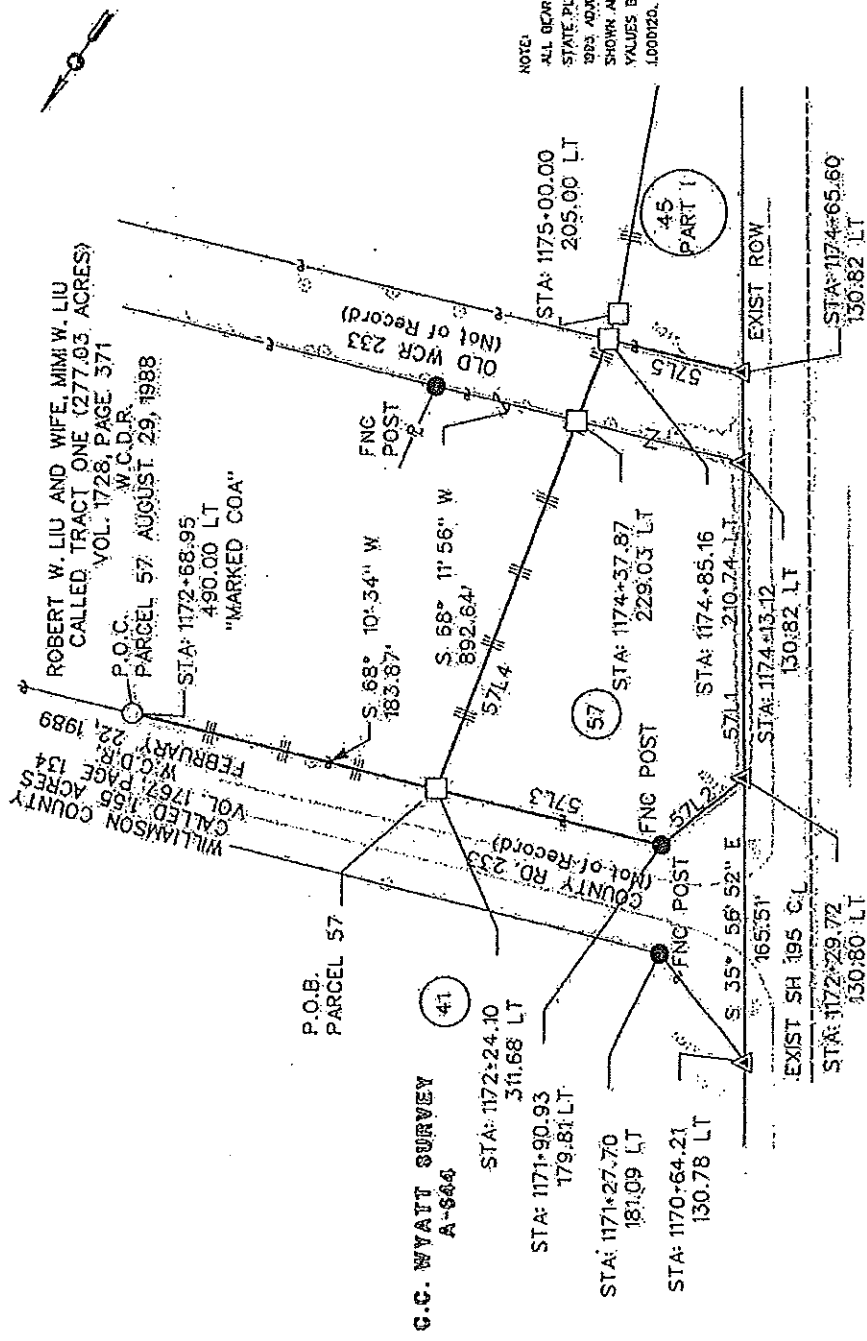 ROBERT W. LIU AND WIFE, MIMI W. LIU
CALLED TRACT ONE (277.03 ACRES)
VOL. 1728, PAGE 371
W.C.D.R.
AUGUST 29, 1988
P.O.C.
PARCEL 57
STA: 1172+68.95
490.00 LT
"MARKED COA"
WILLIAMSON COUNTY
CALLED 1.55 ACRES
VOL. 1767, PAGE 134
W.C.D.R.
FEBRUARY 22, 1989
S 68° 10' 34" W
183.87'
FNC
POST
OLD WCR 233
(Not of Record)
NOTE:
ALL BEAR
STATE PL
SHOWN A
VALUES B
1.000120.
STA: 1175+00.00
205.00 LT
45
PART 1
S. 68° 11' 56" W
892.64'
57L4
P.O.B.
PARCEL 57
41
C.C. WYATT SURVEY
A-644
STA: 1172+24.10
311.68 LT
STA: 1171+90.93
179.81 LT
STA: 1171+27.70
181.09 LT
STA: 1170+64.21
130.78 LT
COUNTY RD. 233
(Not of Record)
57L3
57
STA: 1174+37.87
229.03 LT
57L5
Z
STA: 1174+85.16
210.74 LT
FNC POST
FNC POST
57L2
57L1
EXIST ROW
S 35° 56' 52" E
165.51'
STA: 1174+13.12
130.82 LT
STA: 1174+65.60
130.82 LT
EXIST SH 195 CL
STA: 1172+29.72
130.80 LT